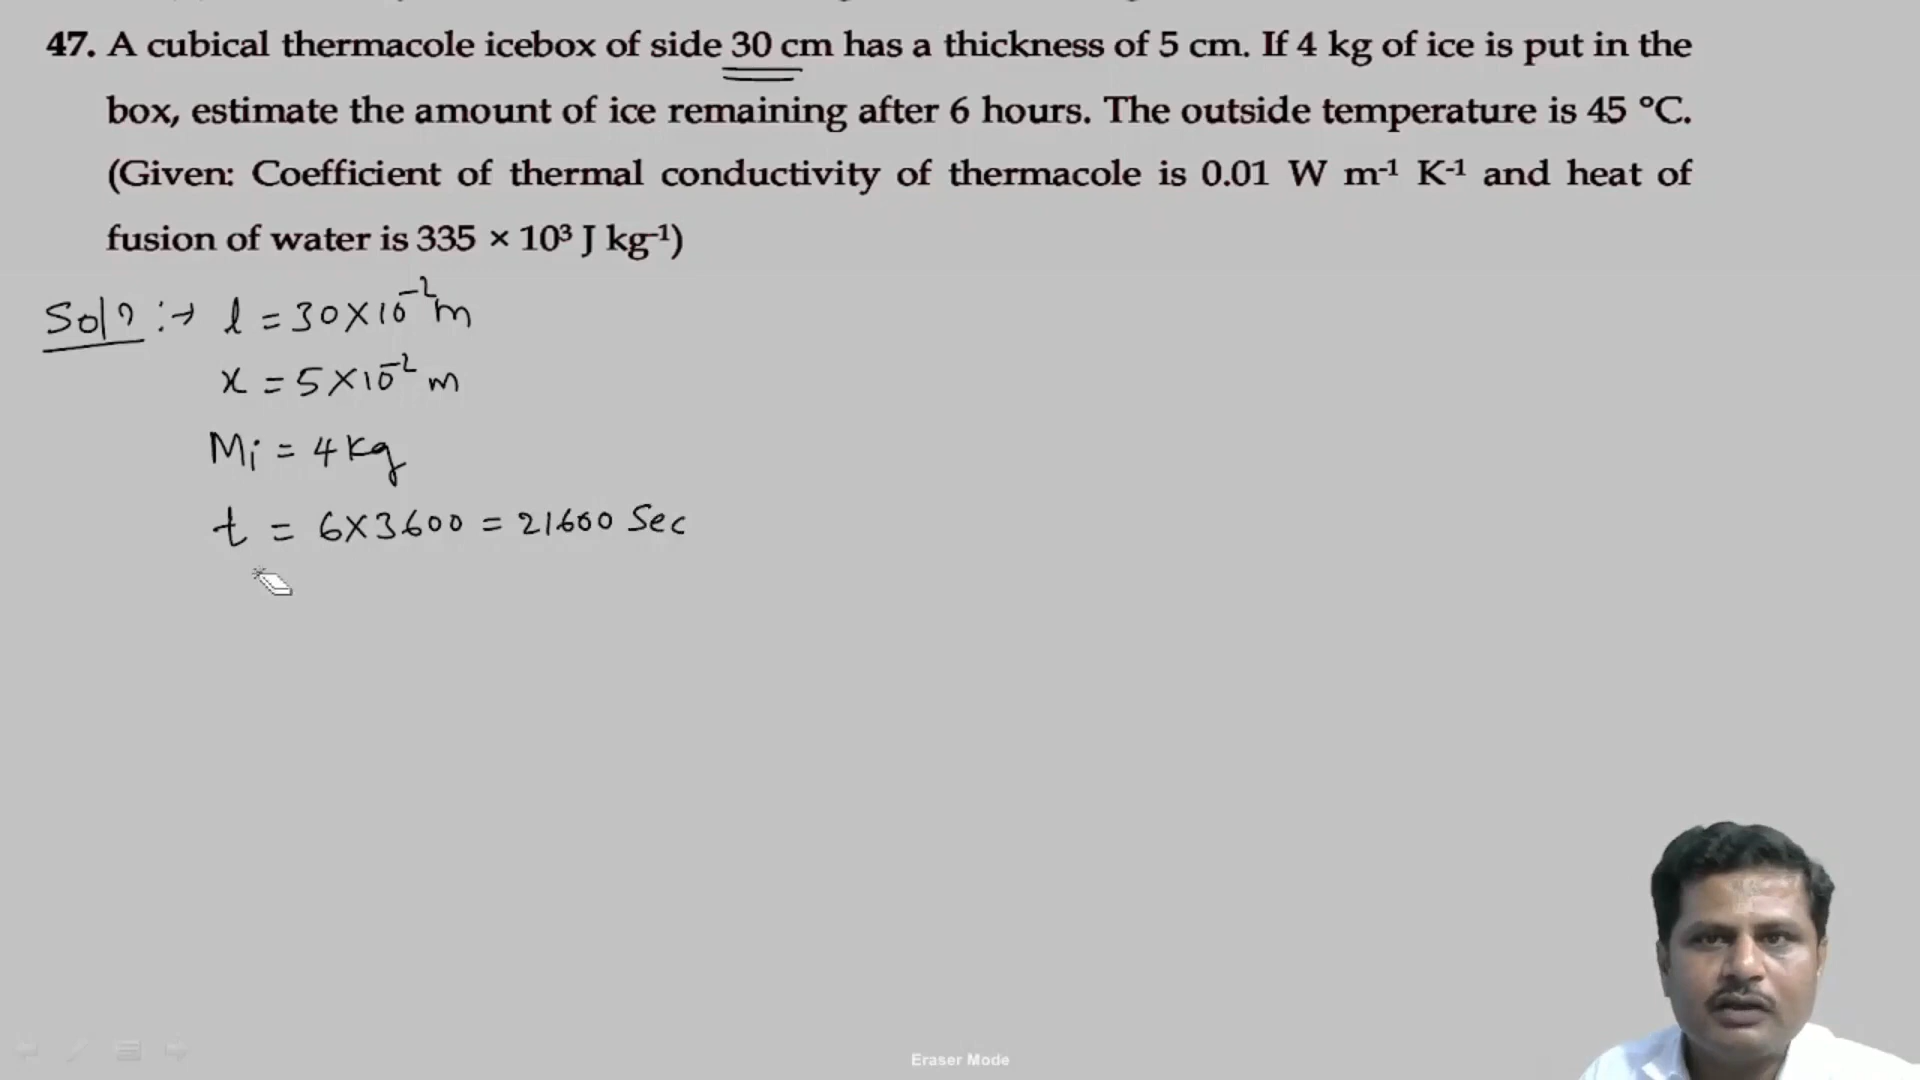 47. A cubical thermacole icebox of side 30 cm has a thickness of 5 cm. If 4 kg of ice is put in the
box, estimate the amount of ice remaining after 6 hours. The outside temperature is 45 °C.
(Given: Coefficient of thermal conductivity of thermacole is 0.01 W m⁻¹ K⁻¹ and heat of
fusion of water is 335 × 10³ J kg⁻¹)
Solⁿ :→ l = 30×10⁻² m
x = 5×10⁻² m
Mi = 4 kg
t = 6×3600 = 21600 Sec
Eraser Mode